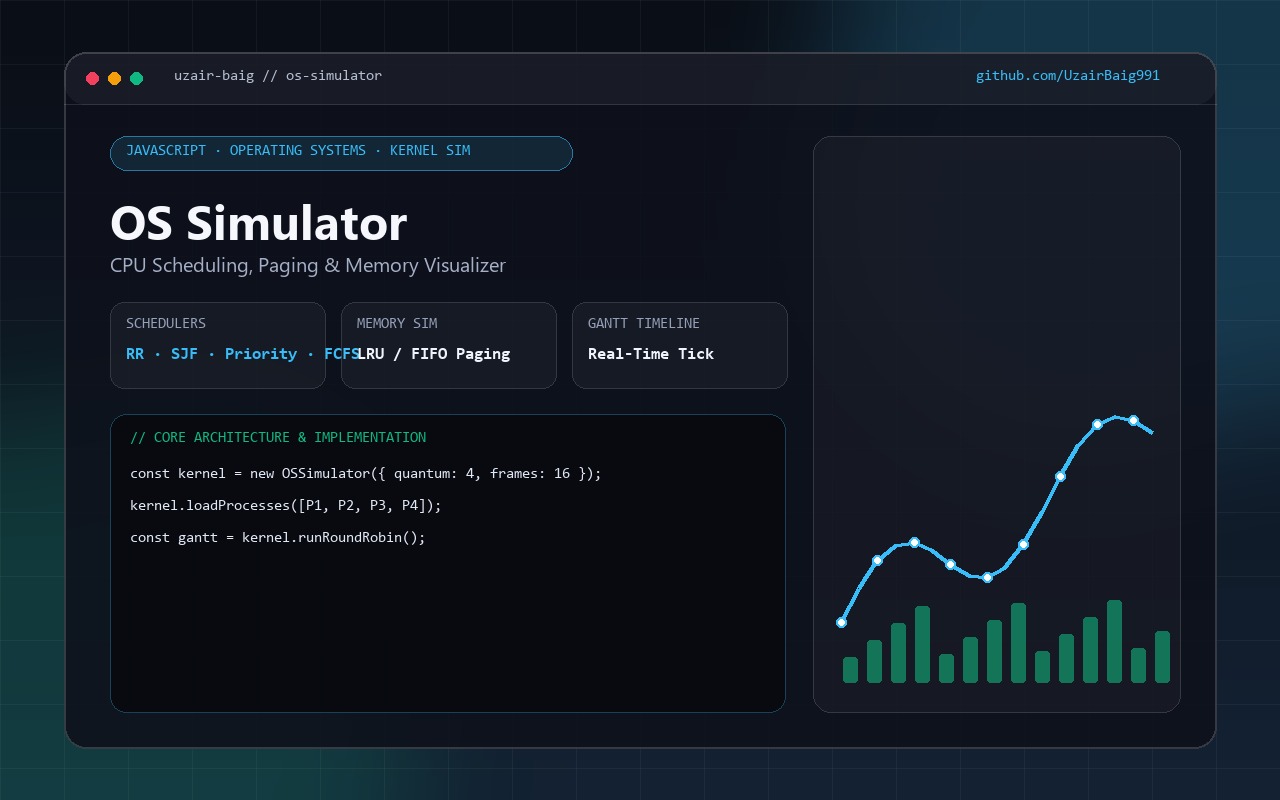 uzair-baig // os-simulator
github.com/UzairBaig991
JAVASCRIPT · OPERATING SYSTEMS · KERNEL SIM
OS Simulator
CPU Scheduling, Paging & Memory Visualizer
SCHEDULERS
RR · SJF · Priority · FCFS
MEMORY SIM
LRU / FIFO Paging
GANTT TIMELINE
Real-Time Tick
// CORE ARCHITECTURE & IMPLEMENTATION
const kernel = new OSSimulator({ quantum: 4, frames: 16 });
kernel.loadProcesses([P1, P2, P3, P4]);
const gantt = kernel.runRoundRobin();